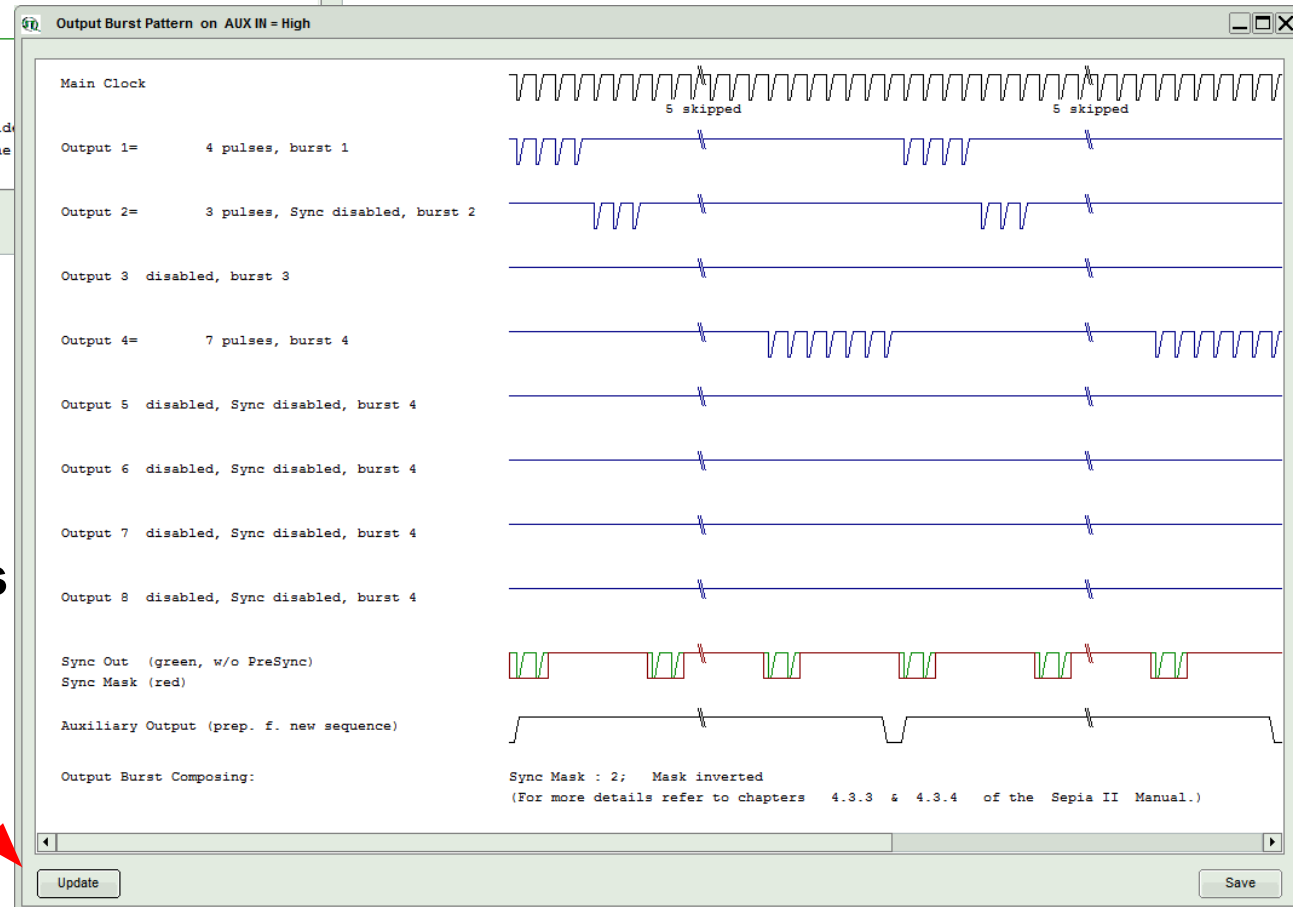 Output Burst Pattern on AUX IN = High
Main Clock
5 skipped 5 skipped
Output 1= 4 pulses, burst 1
Output 2= 3 pulses, Sync disabled, burst 2
Output 3 disabled, burst 3
Output 4= 7 pulses, burst 4
Output 5 disabled, Sync disabled, burst 4
Output 6 disabled, Sync disabled, burst 4
Output 7 disabled, Sync disabled, burst 4
Output 8 disabled, Sync disabled, burst 4
Sync Out (green, w/o PreSync)
Sync Mask (red)
Auxiliary Output (prep. f. new sequence)
Output Burst Composing: Sync Mask : 2; Mask inverted
(For more details refer to chapters 4.3.3 & 4.3.4 of the Sepia II Manual.)
Update Save